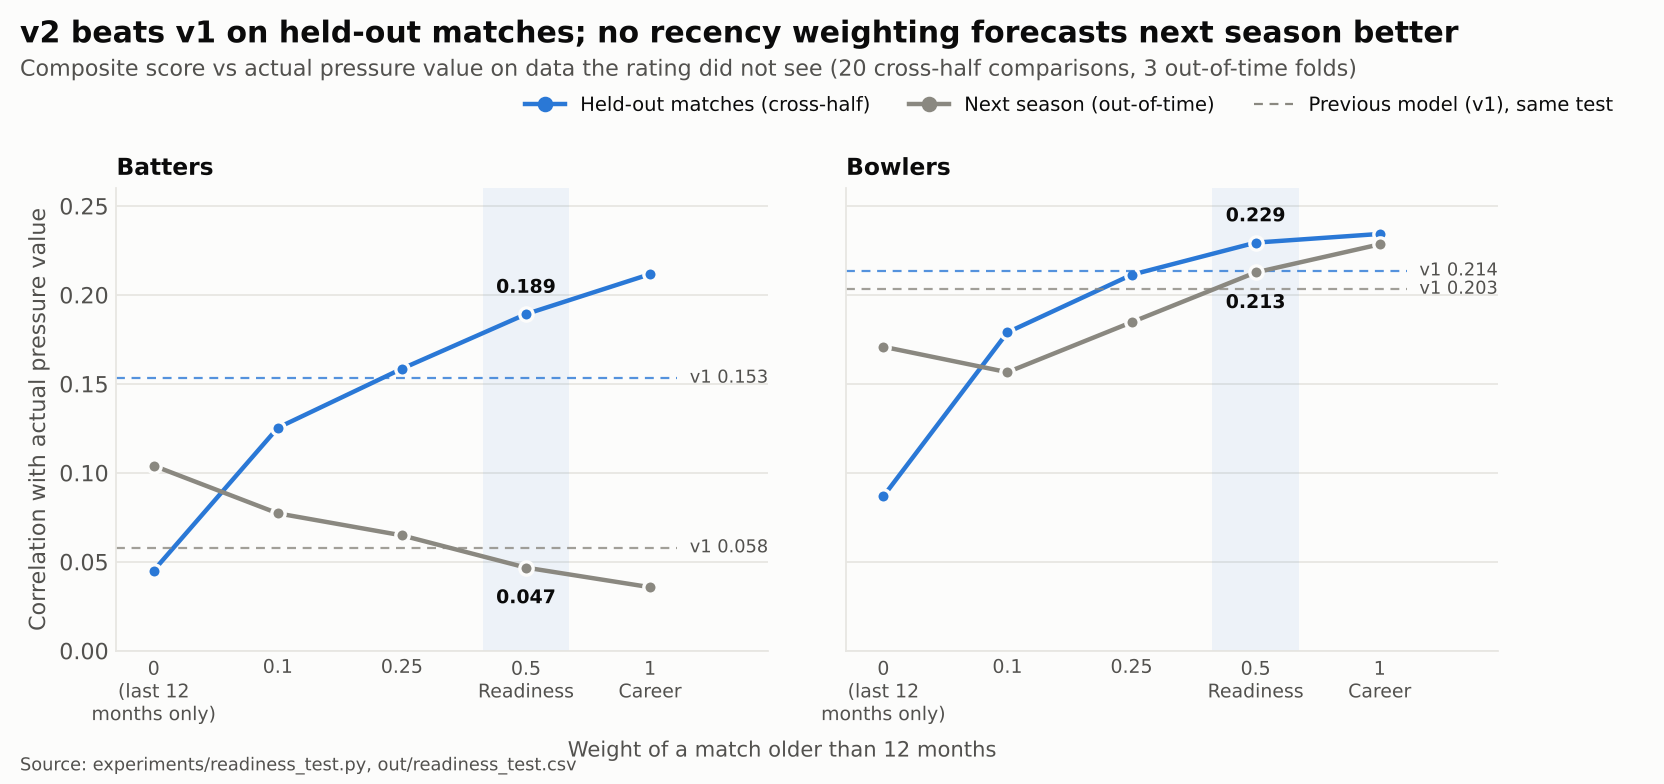 v2 beats v1 on held-out matches; no recency weighting forecasts next season better
Composite score vs actual pressure value on data the rating did not see (20 cross-half comparisons, 3 out-of-time folds)
Held-out matches (cross-half)
Next season (out-of-time)
Previous model (v1), same test
Batters
Correlation with actual pressure value
0.25
0.20
0.15
0.10
0.05
0.00
0.189
v1 0.153
v1 0.058
0.047
0
(last 12
months only)
0.1
0.25
0.5
Readiness
1
Career
Bowlers
0.229
v1 0.214
v1 0.203
0.213
0
(last 12
months only)
0.1
0.25
0.5
Readiness
1
Career
Weight of a match older than 12 months
Source: experiments/readiness_test.py, out/readiness_test.csv